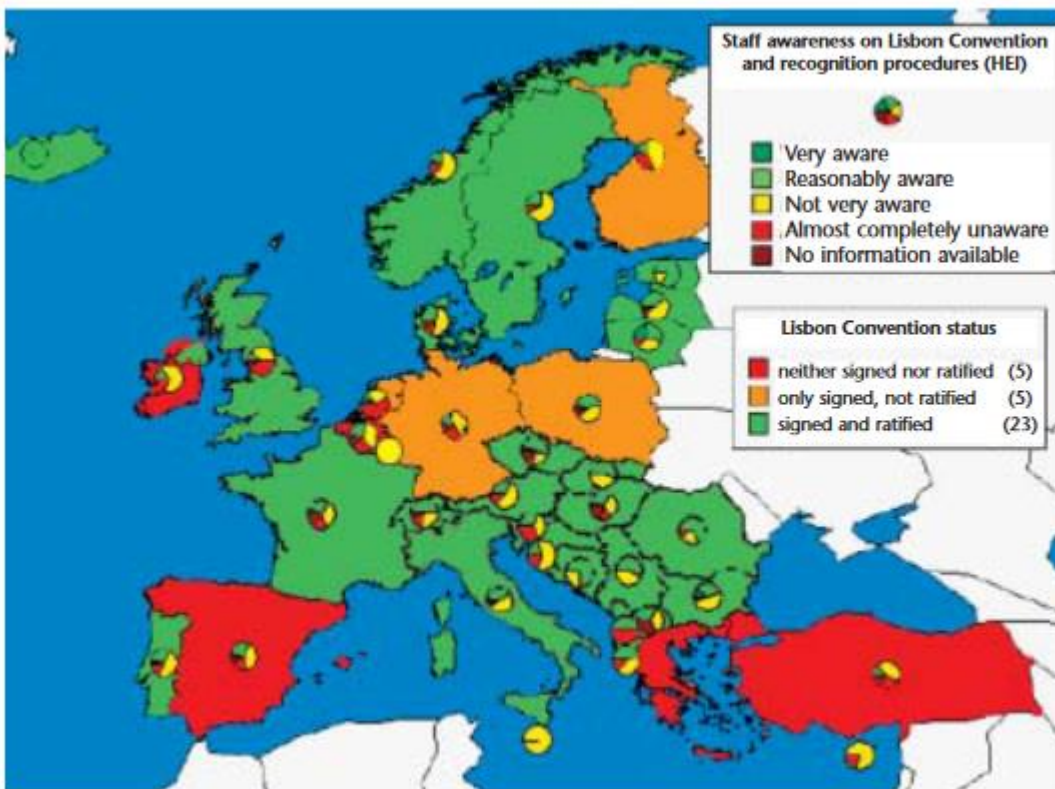 Staff awareness on Lisbon Convention
and recognition procedures (HEI)
Very aware
Reasonably aware
Not very aware
Almost completely unaware
No information available
Lisbon Convention status
neither signed nor ratified (5)
only signed, not ratified (5)
signed and ratified (23)